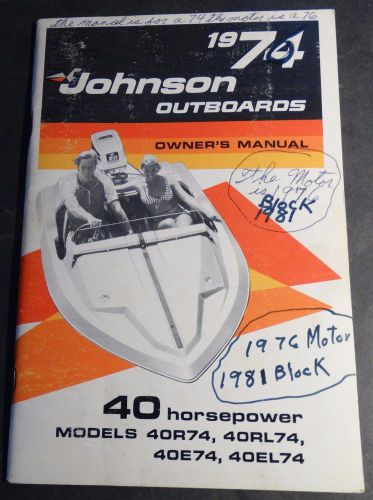 the manual is for a 74 the motor is a 76
1974
Johnson
OUTBOARDS
OWNER'S MANUAL
the Motor
is 1976
BLOCK
1981
1976 Motor
1981 Block
40 horsepower
MODELS 40R74, 40RL74,
40E74, 40EL74